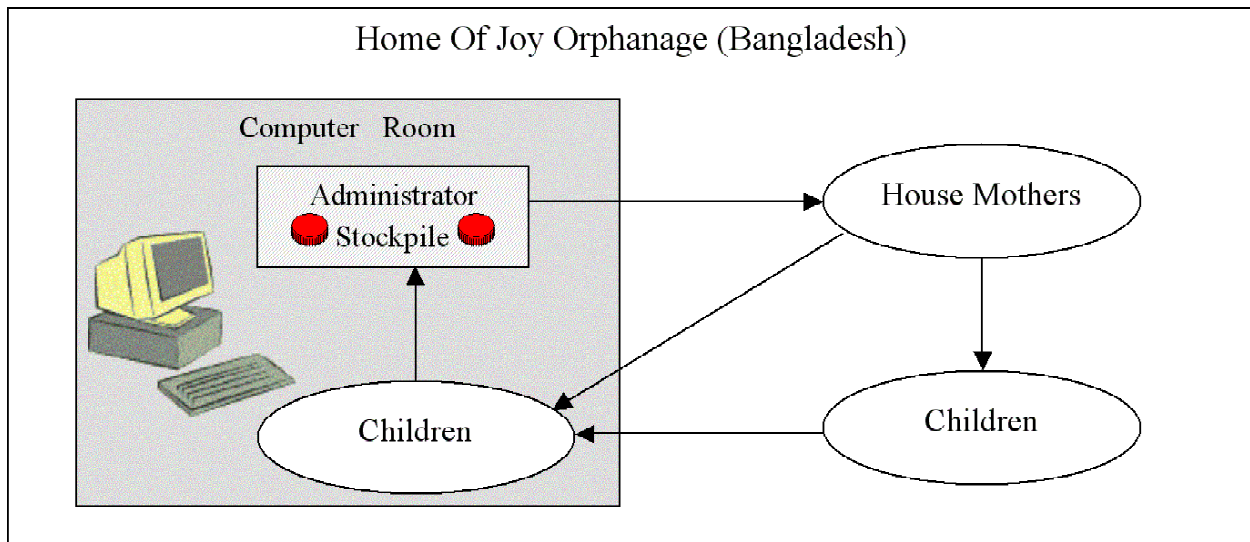 Home Of Joy Orphanage (Bangladesh)
Computer Room
Administrator
Stockpile
House Mothers
Children
Children